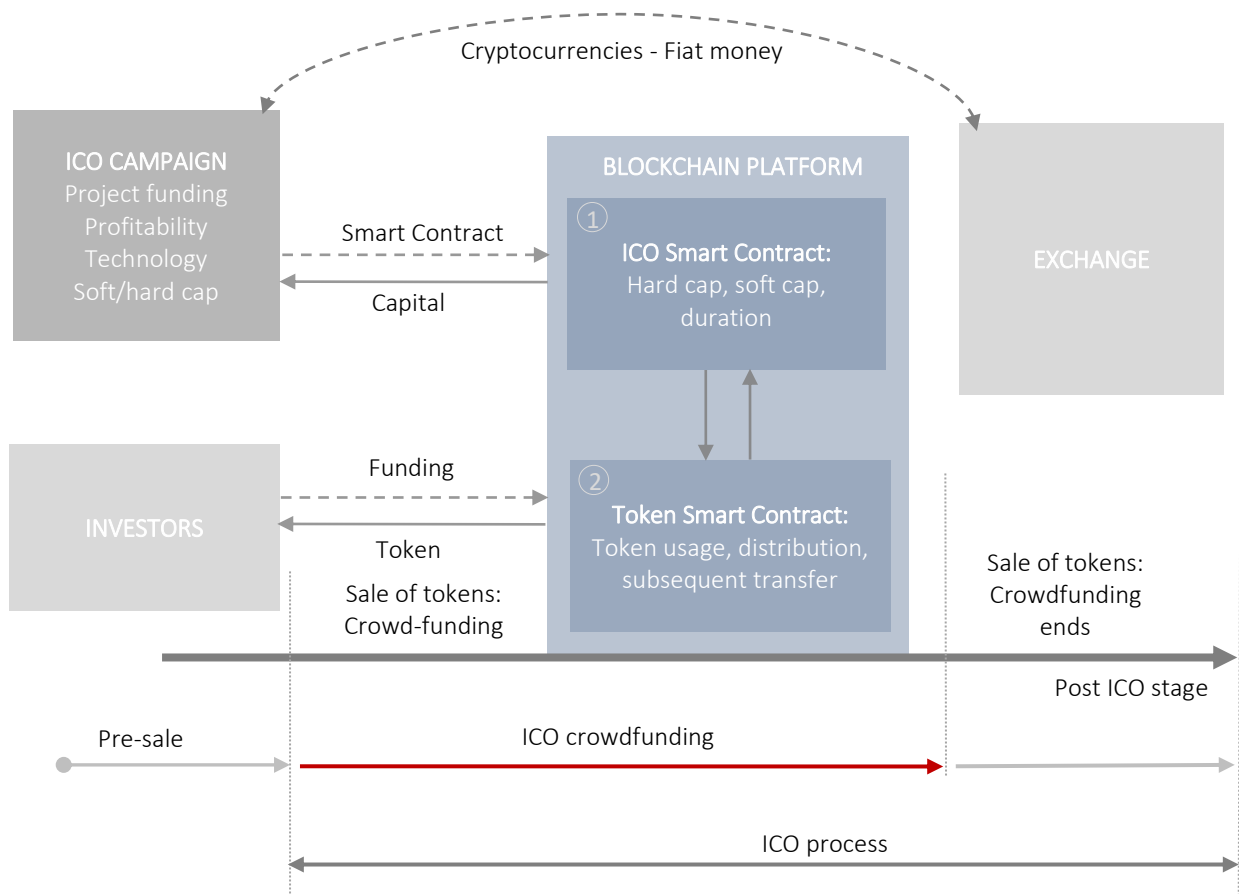 Cryptocurrencies - Fiat money
ICO CAMPAIGN
Project funding
Profitability
Technology
Soft/hard cap
Smart Contract
Capital
BLOCKCHAIN PLATFORM
1
ICO Smart Contract:
Hard cap, soft cap,
duration
EXCHANGE
INVESTORS
Funding
Token
2
Token Smart Contract:
Token usage, distribution,
subsequent transfer
Sale of tokens:
Crowd-funding
Sale of tokens:
Crowdfunding
ends
Post ICO stage
Pre-sale
ICO crowdfunding
ICO process